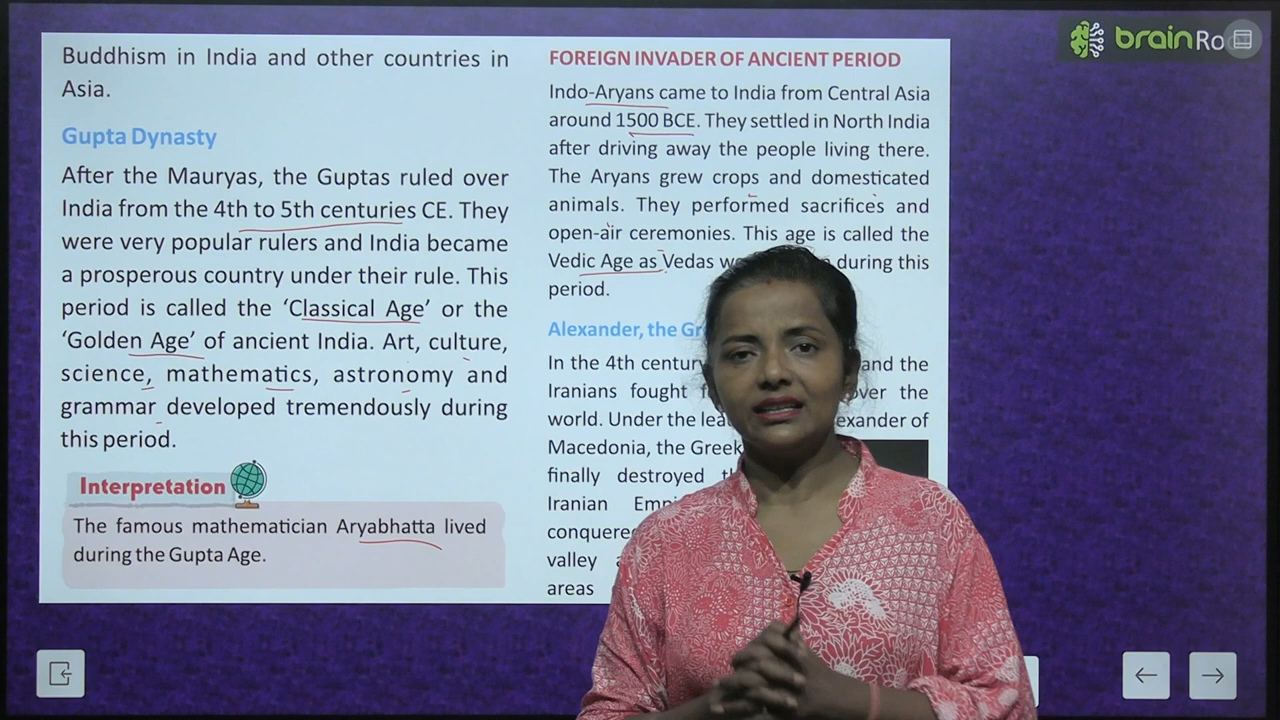 Buddhism in India and other countries in
Asia.
Gupta Dynasty
After the Mauryas, the Guptas ruled over
India from the 4th to 5th centuries CE. They
were very popular rulers and India became
a prosperous country under their rule. This
period is called the ‘Classical Age’ or the
‘Golden Age’ of ancient India. Art, culture,
science, mathematics, astronomy and
grammar developed tremendously during
this period.
Interpretation
The famous mathematician Aryabhatta lived
during the Gupta Age.
FOREIGN INVADER OF ANCIENT PERIOD
Indo-Aryans came to India from Central Asia
around 1500 BCE. They settled in North India
after driving away the people living there.
The Aryans grew crops and domesticated
animals. They performed sacrifices and
open-air ceremonies. This age is called the
Vedic Age as Vedas during this
period.
Alexander, the
In the 4th century and the
Iranians fought over the
world. Under the of
Macedonia, the
finally destroyed
Iranian
conquered
valley
areas
brain